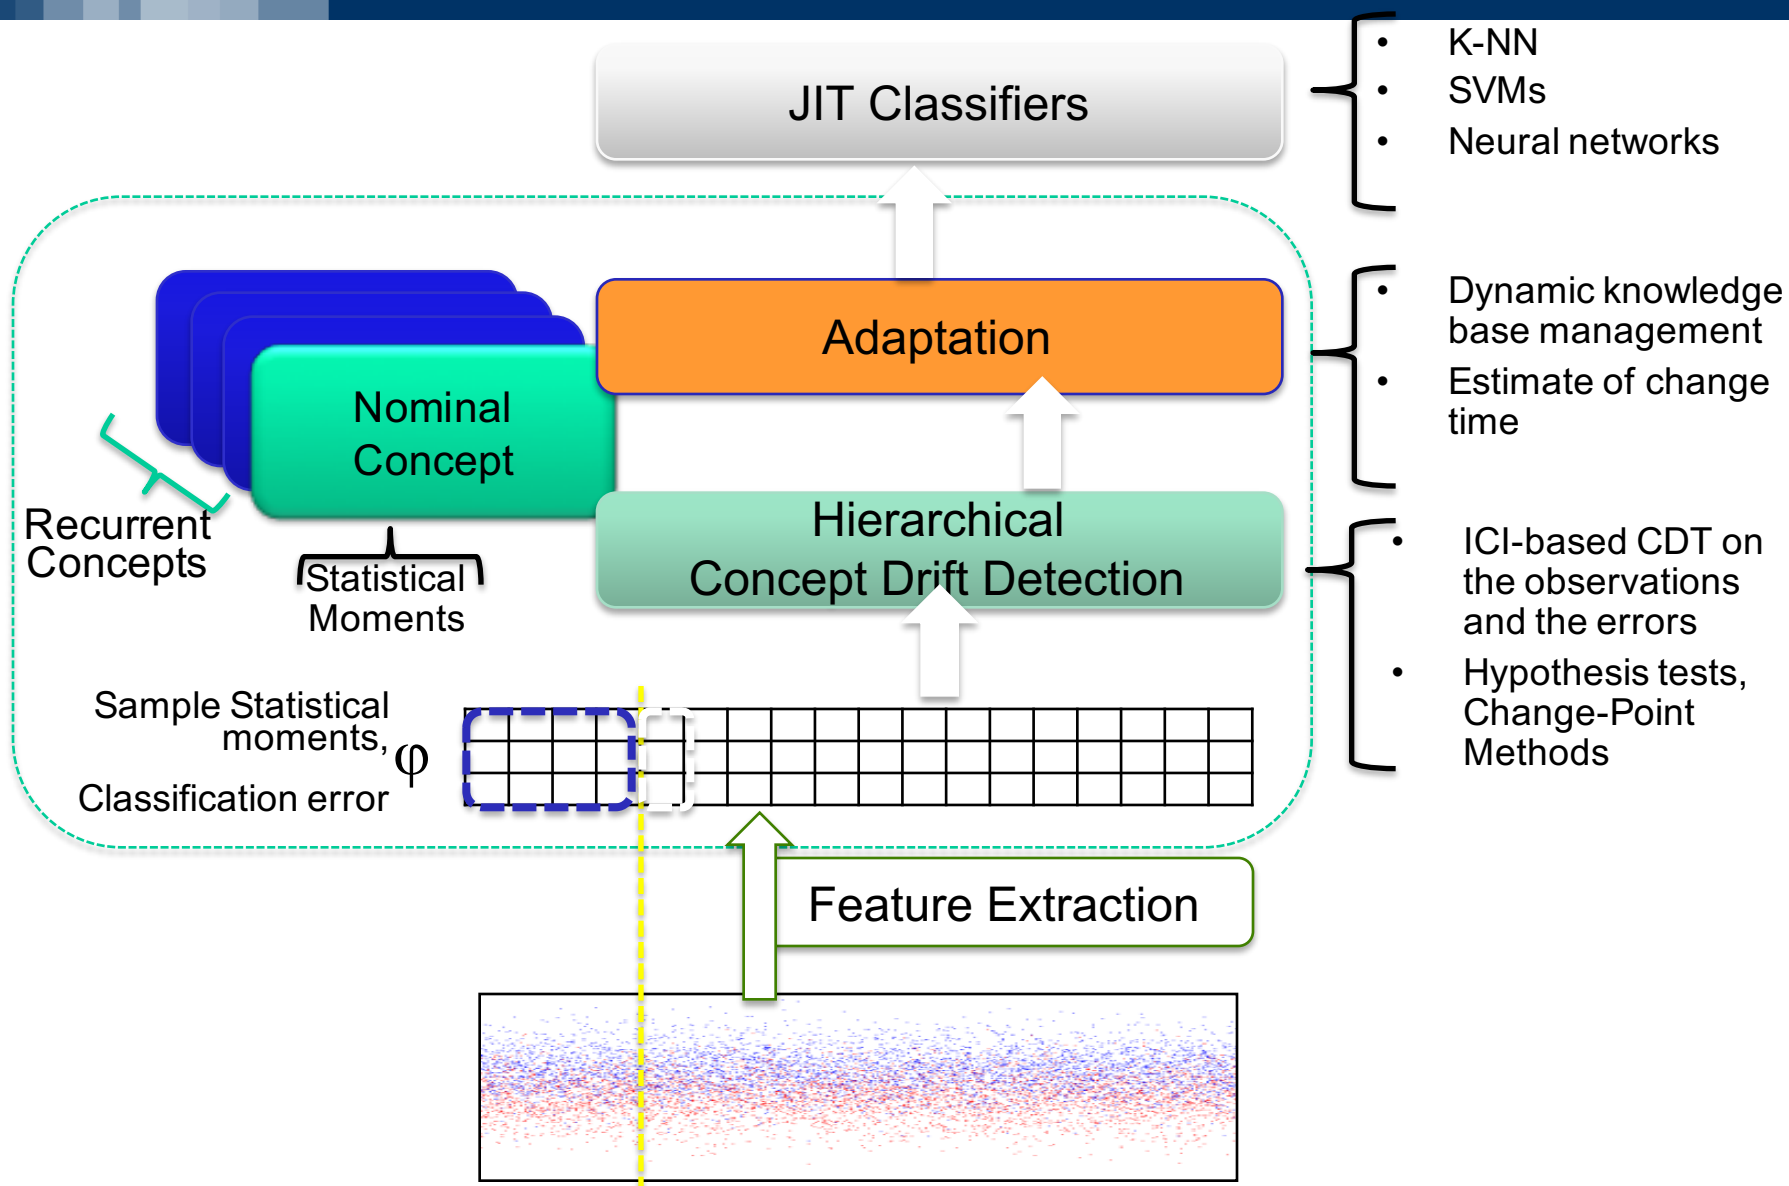 JIT Classifiers
• K-NN
• SVMs
• Neural networks
Adaptation
• Dynamic knowledge
base management
• Estimate of change
time
Nominal
Concept
Recurrent
Concepts
Statistical
Moments
Hierarchical
Concept Drift Detection
• ICI-based CDT on
the observations
and the errors
• Hypothesis tests,
Change-Point
Methods
Sample Statistical
moments,
φ
Classification error
Feature Extraction